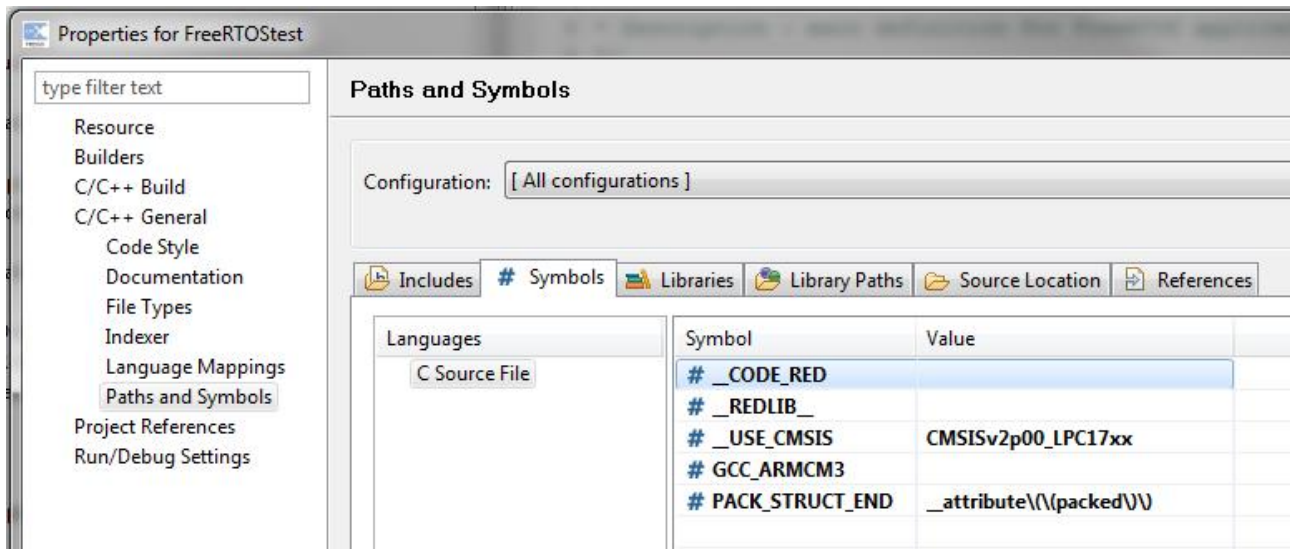 Properties for FreeRTOStest
type filter text
Resource
Builders
C/C++ Build
C/C++ General
Code Style
Documentation
File Types
Indexer
Language Mappings
Paths and Symbols
Project References
Run/Debug Settings
Paths and Symbols
Configuration: [ All configurations ]
Includes # Symbols Libraries Library Paths Source Location References
Languages
C Source File
Symbol Value
# __CODE_RED
# __REDLIB__
# __USE_CMSIS CMSISv2p00_LPC17xx
# GCC_ARMCM3
# PACK_STRUCT_END __attribute\(\(packed\)\)